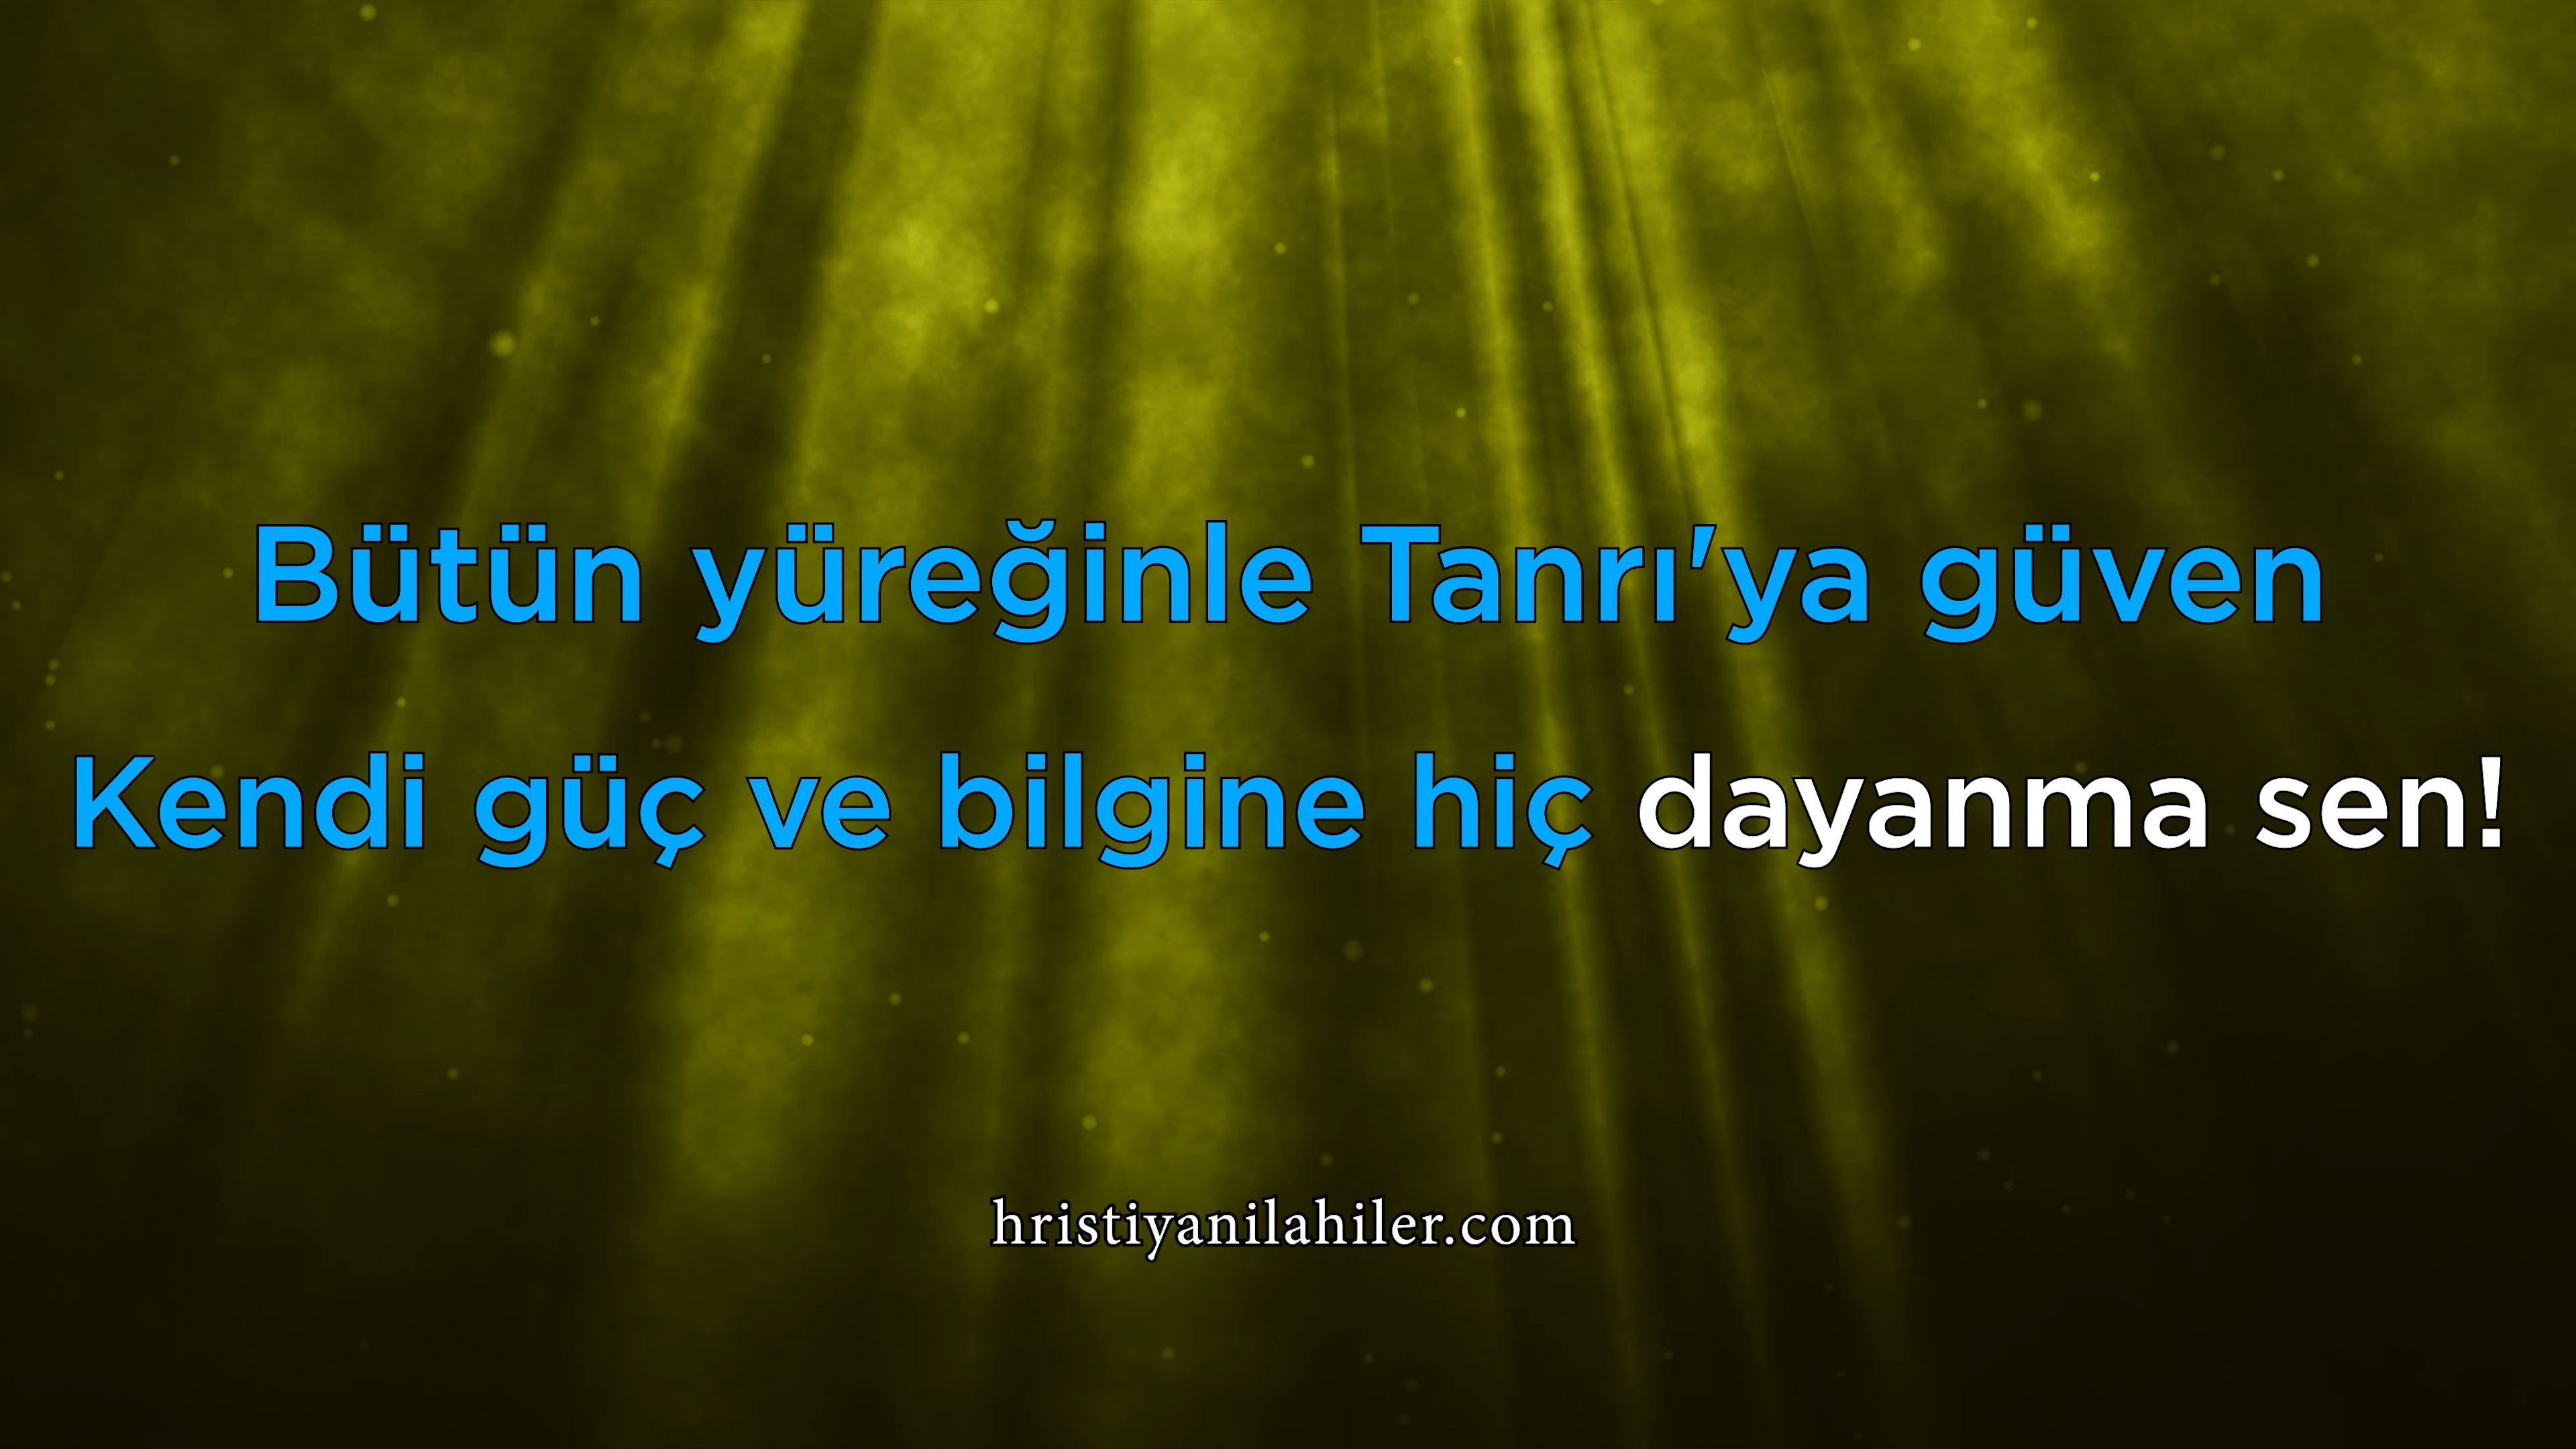 Bütün yüreğinle Tanrı'ya güven
Kendi güç ve bilgine hiç dayanma sen!
hristiyanilahiler.com